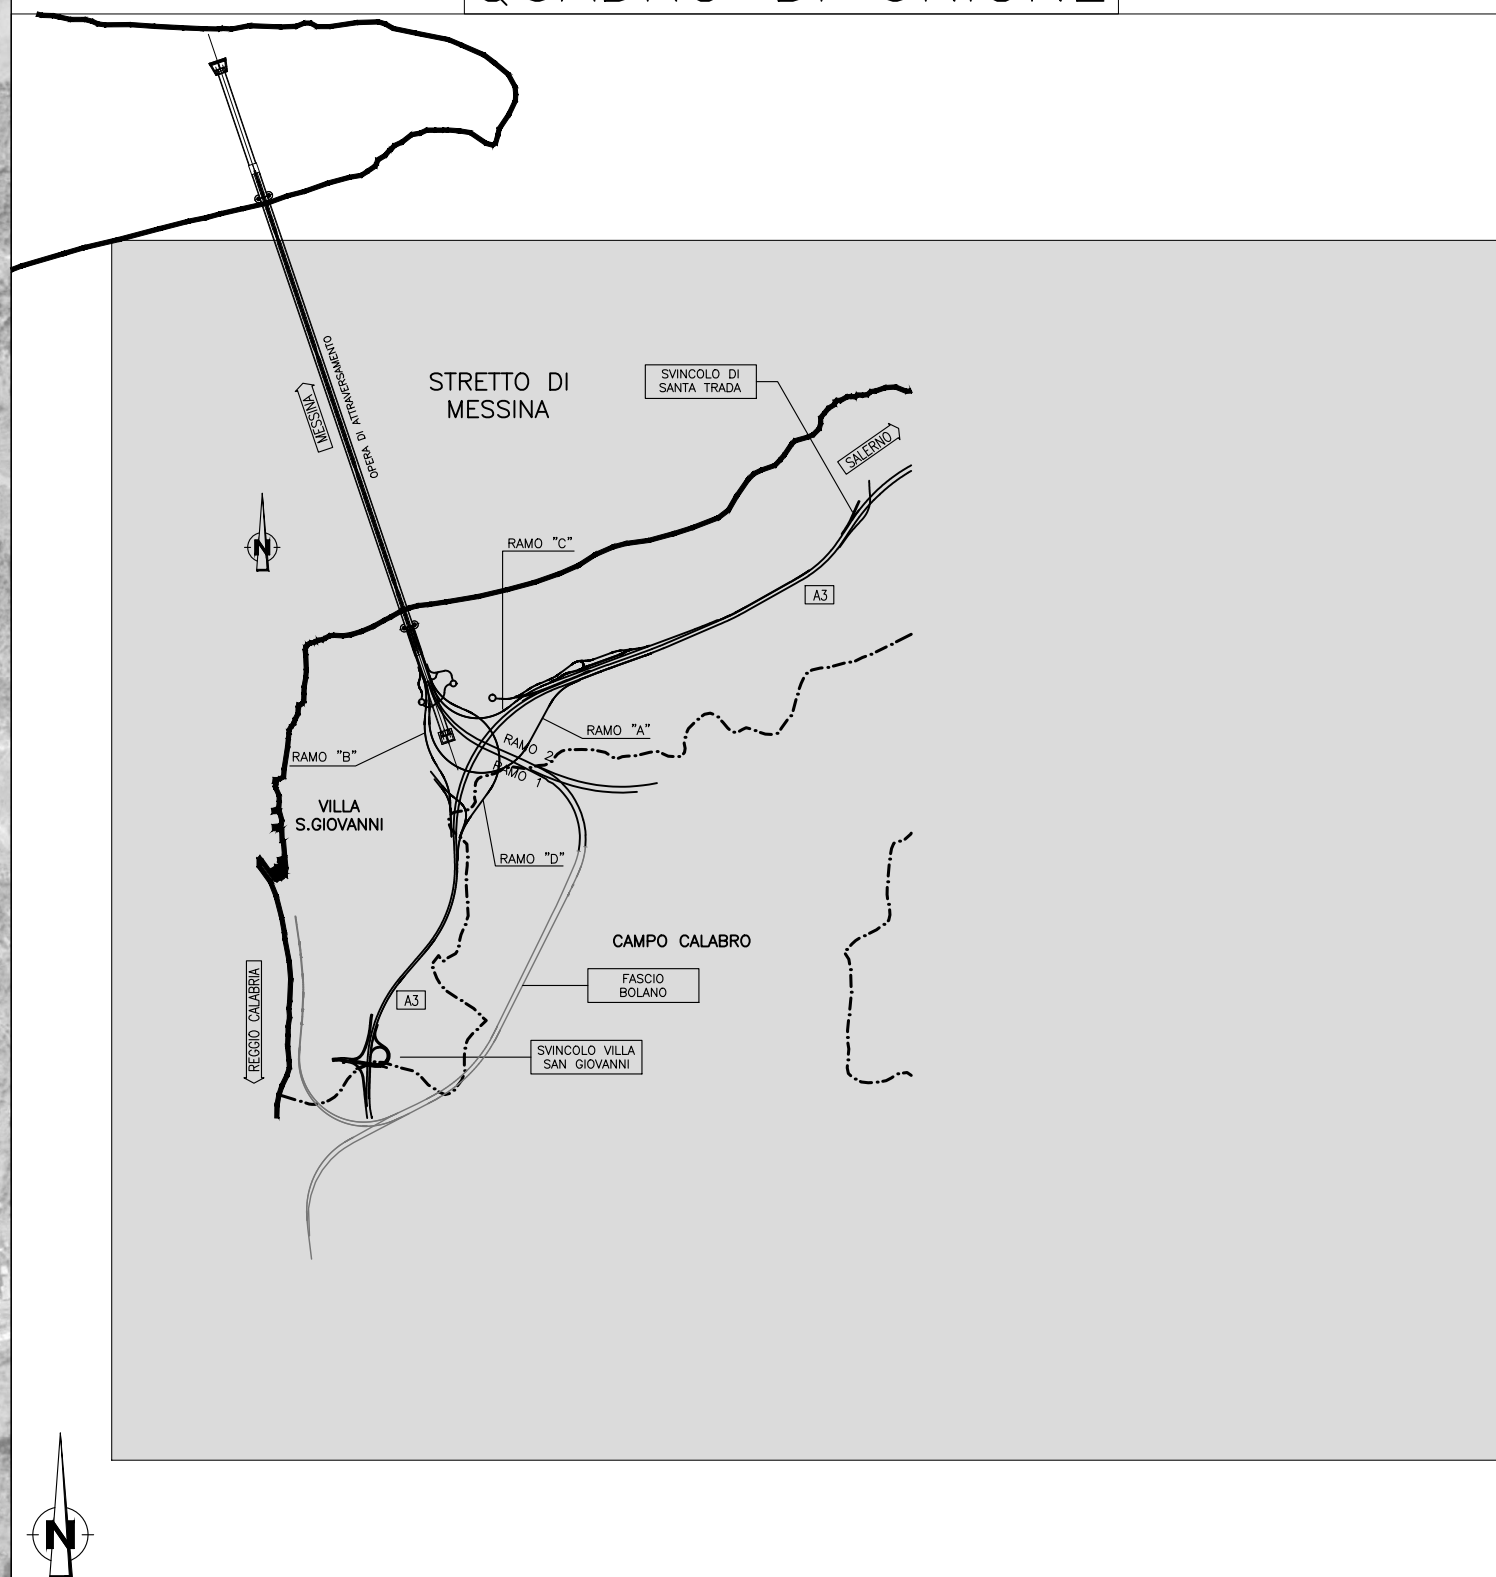 OPERA DI ATTRAVERSAMENTO
MESSINA
STRETTO DI
MESSINA
SVINCOLO DI
SANTA TRADA
SALERNO
N
RAMO "C"
A3
RAMO "A"
RAMO 2
RAMO "B"
RAMO 1
VILLA
S.GIOVANNI
RAMO "D"
CAMPO CALABRO
FASCIO
BOLANO
REGGIO CALABRIA
A3
SVINCOLO VILLA
SAN GIOVANNI
N